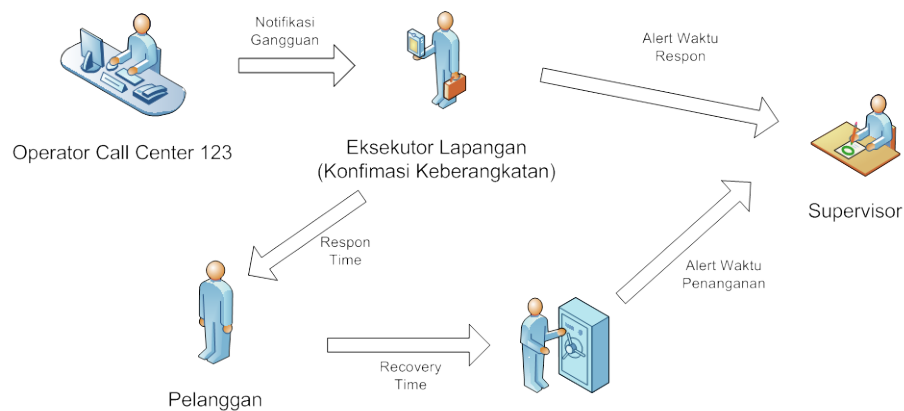 Notifikasi
Gangguan
Alert Waktu
Respon
Operator Call Center 123
Eksekutor Lapangan
(Konfimasi Keberangkatan)
Supervisor
Respon
Time
Alert Waktu
Penanganan
Recovery
Time
Pelanggan